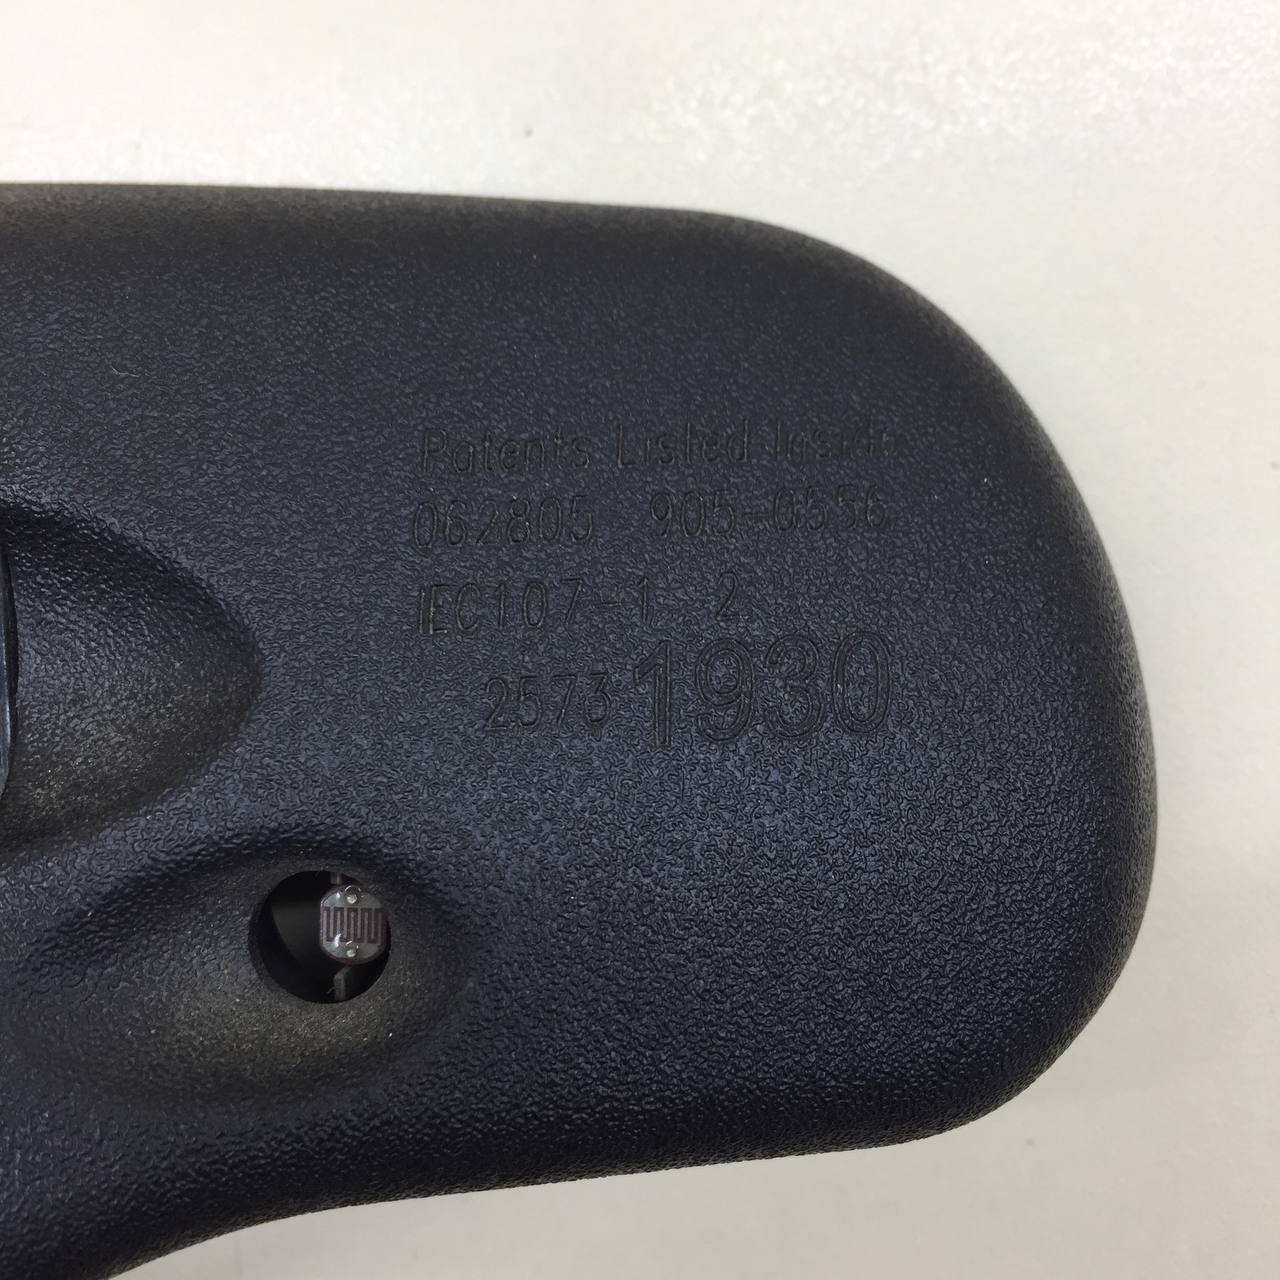 Patents Listed Inside
062805 905-0556
IEC107-1 2
2573 1930